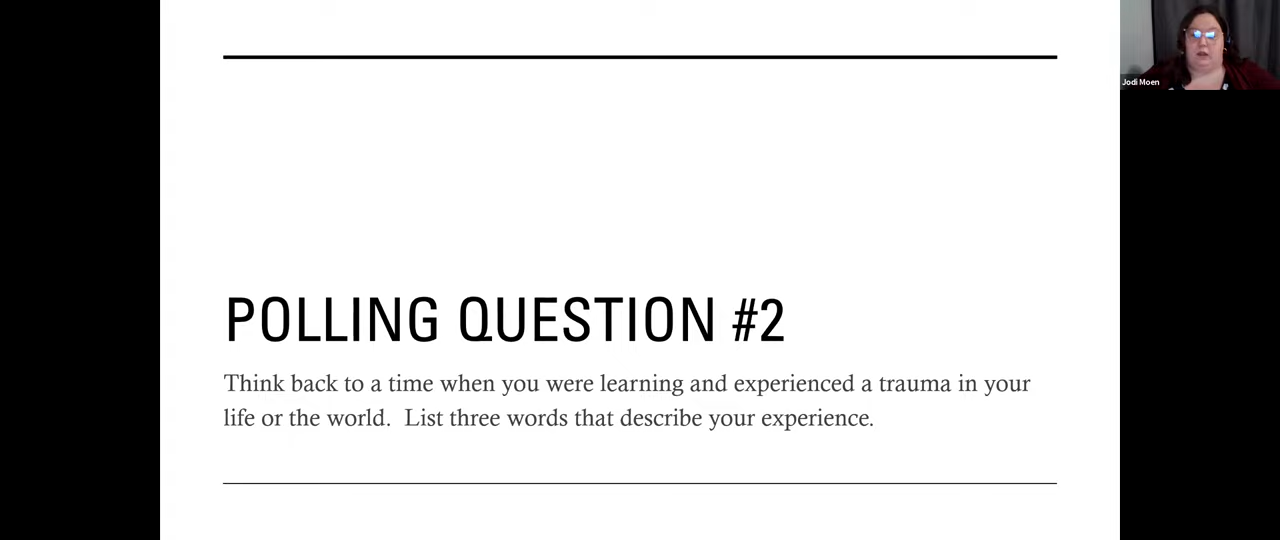 Jodi Moen
POLLING QUESTION #2
Think back to a time when you were learning and experienced a trauma in your
life or the world.  List three words that describe your experience.